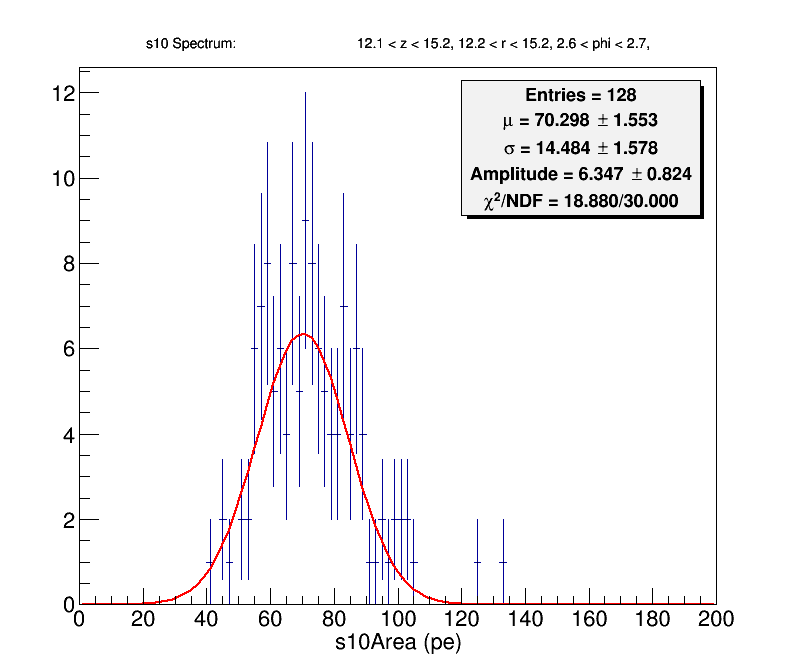 s10 Spectrum: 12.1 < z < 15.2, 12.2 < r < 15.2, 2.6 < phi < 2.7,
Entries = 128
μ = 70.298 ± 1.553
σ = 14.484 ± 1.578
Amplitude = 6.347 ± 0.824
χ²/NDF = 18.880/30.000
12
10
8
6
4
2
0
0 20 40 60 80 100 120 140 160 180 200
s10Area (pe)